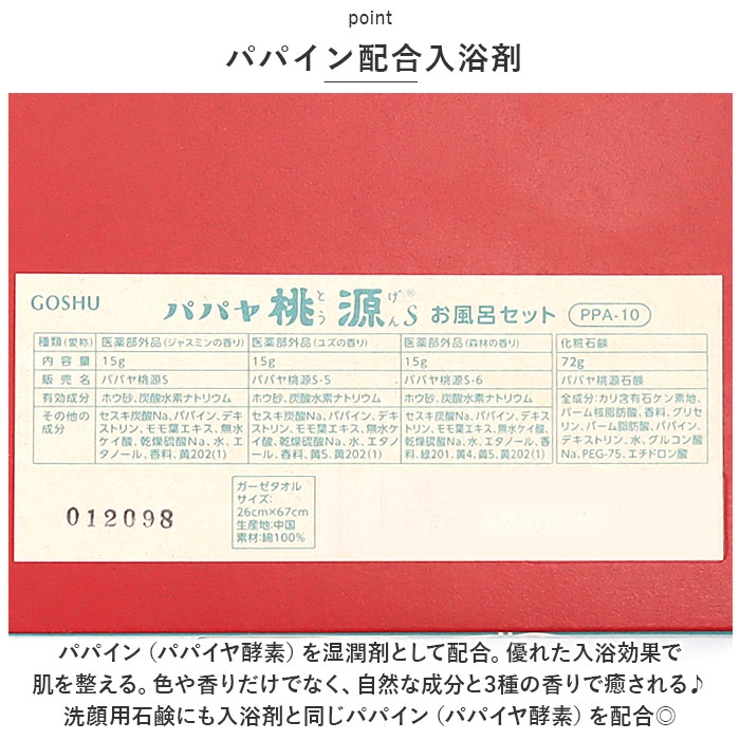 point
パパイン配合入浴剤
GOSHU パパヤ桃源S お風呂セット PPA-10
とう げん ®
種類(愛称) 医薬部外品(ジャスミンの香り) 医薬部外品(ユズの香り) 医薬部外品(森林の香り) 化粧石鹸
内容量 15g 15g 15g 72g
販売名 パパヤ桃源S パパヤ桃源S-5 パパヤ桃源S-6 パパヤ桃源石鹸
有効成分 ホウ砂、炭酸水素ナトリウム ホウ砂、炭酸水素ナトリウム ホウ砂、炭酸水素ナトリウム 全成分:カリ含有石ケン素地、
その他の セスキ炭酸Na、パパイン、デキ セスキ炭酸Na、パパイン、デキ セスキ炭酸Na、パパイン、デキス パーム核脂肪酸、香料、グリセ
成分 ストリン、モモ葉エキス、無水ケ ストリン、モモ葉エキス、無水 トリン、モモ葉エキス、無水ケイ リン、パーム脂肪酸、パパイン、
イ酸、乾燥硫酸Na、水、エタ ケイ酸、乾燥硫酸Na、水、エタノ 酸、乾燥硫酸Na、水、エタノール、香 デキストリン、水、グルコン酸
ノール、香料、黄202(1) ール、香料、黄5、黄202(1) 料、緑201、黄4、黄5、黄202(1) Na、PEG-75、エチドロン酸
012098
ガーゼタオル
サイズ:
26cm×67cm
生産地:中国
素材:綿100%
パパイン(パパイヤ酵素)を湿潤剤として配合。優れた入浴効果で
肌を整える。色や香りだけでなく、自然な成分と3種の香りで癒される♪
洗顔用石鹸にも入浴剤と同じパパイン(パパイヤ酵素)を配合◎